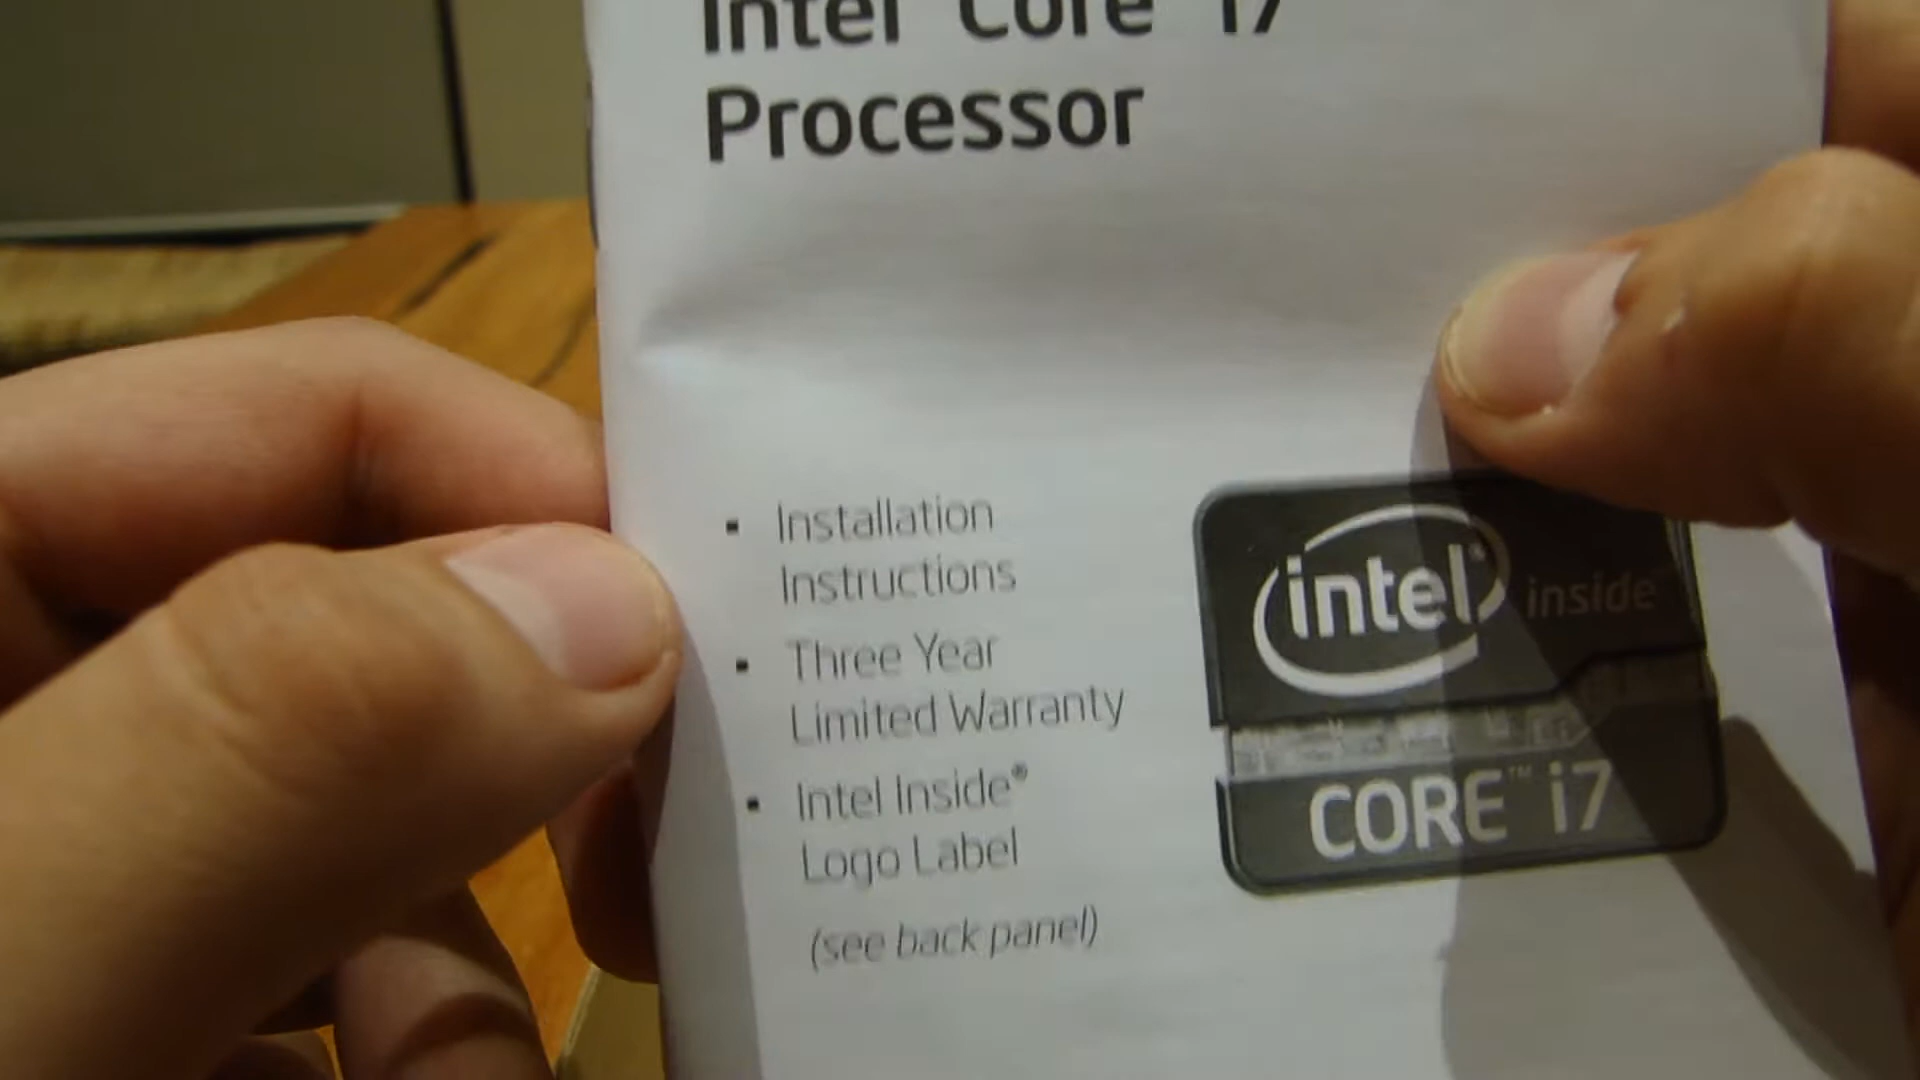 Intel Core i7
Processor
▪ Installation
Instructions
▪ Three Year
Limited Warranty
▪ Intel Inside®
Logo Label
(see back panel)
intel® inside™
CORE™ i7